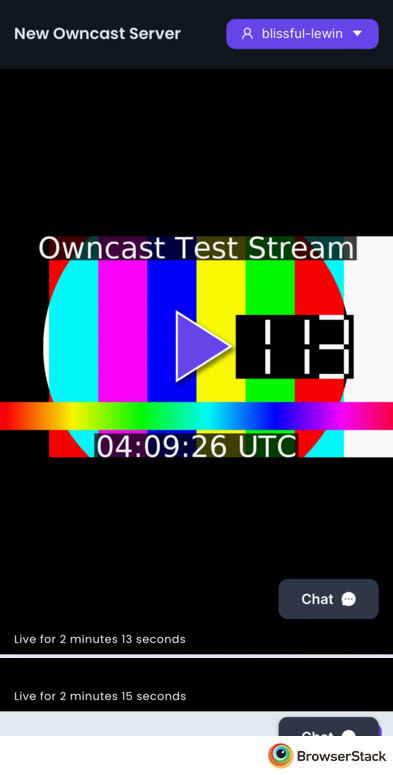 New Owncast Server
blissful-lewin
Owncast Test Stream
113
04:09:26 UTC
Chat
Live for 2 minutes 13 seconds
Live for 2 minutes 15 seconds
Chat
BrowserStack